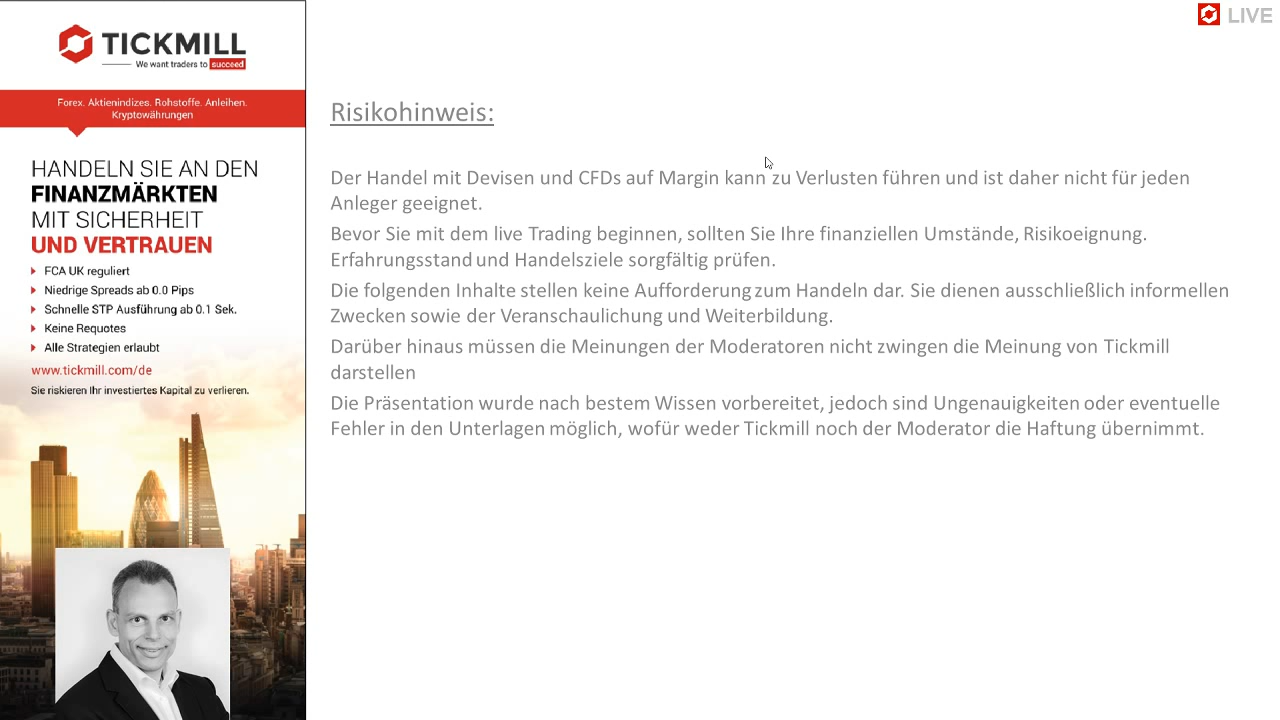 TICKMILL
We want traders to succeed
Forex. Aktienindizes. Rohstoffe. Anleihen.
Kryptowährungen
HANDELN SIE AN DEN
FINANZMÄRKTEN
MIT SICHERHEIT
UND VERTRAUEN
FCA UK reguliert
Niedrige Spreads ab 0.0 Pips
Schnelle STP Ausführung ab 0.1 Sek.
Keine Requotes
Alle Strategien erlaubt
www.tickmill.com/de
Sie riskieren Ihr investiertes Kapital zu verlieren.
LIVE
Risikohinweis:
Der Handel mit Devisen und CFDs auf Margin kann zu Verlusten führen und ist daher nicht für jeden
Anleger geeignet.
Bevor Sie mit dem live Trading beginnen, sollten Sie Ihre finanziellen Umstände, Risikoeignung.
Erfahrungsstand und Handelsziele sorgfältig prüfen.
Die folgenden Inhalte stellen keine Aufforderung zum Handeln dar. Sie dienen ausschließlich informellen
Zwecken sowie der Veranschaulichung und Weiterbildung.
Darüber hinaus müssen die Meinungen der Moderatoren nicht zwingen die Meinung von Tickmill
darstellen
Die Präsentation wurde nach bestem Wissen vorbereitet, jedoch sind Ungenauigkeiten oder eventuelle
Fehler in den Unterlagen möglich, wofür weder Tickmill noch der Moderator die Haftung übernimmt.